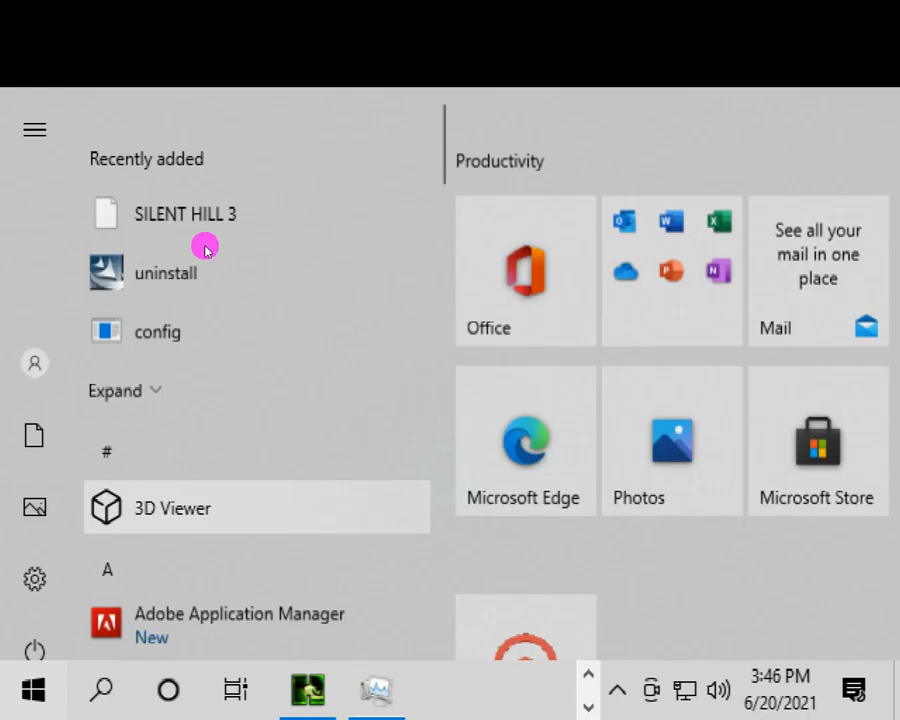 Recently added
SILENT HILL 3
uninstall
config
Expand
#
3D Viewer
A
Adobe Application Manager
New
Productivity
Office
See all your
mail in one
place
Mail
Microsoft Edge
Photos
Microsoft Store
3:46 PM
6/20/2021